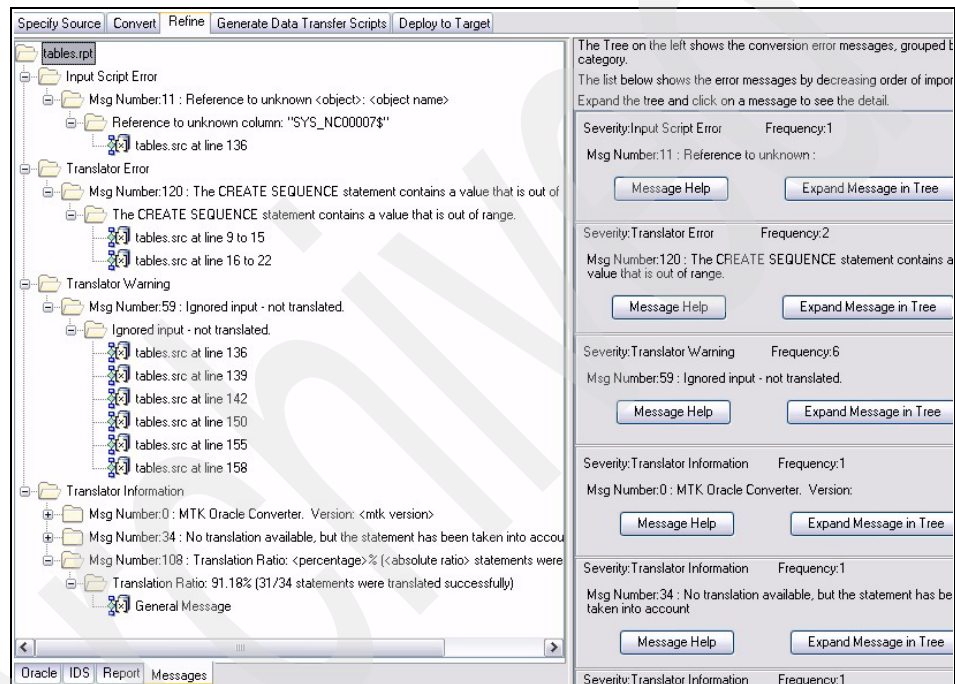 Specify Source Convert Refine Generate Data Transfer Scripts Deploy to Target
tables.rpt
Input Script Error
Msg Number:11 : Reference to unknown <object>: <object name>
Reference to unknown column: "SYS_NC00007$"
tables.src at line 136
Translator Error
Msg Number:120 : The CREATE SEQUENCE statement contains a value that is out of
The CREATE SEQUENCE statement contains a value that is out of range.
tables.src at line 9 to 15
tables.src at line 16 to 22
Translator Warning
Msg Number:59 : Ignored input - not translated.
Ignored input - not translated.
tables.src at line 136
tables.src at line 139
tables.src at line 142
tables.src at line 150
tables.src at line 155
tables.src at line 158
Translator Information
Msg Number:0 : MTK Oracle Converter. Version: <mtk version>
Msg Number:34 : No translation available, but the statement has been taken into accou
Msg Number:108 : Translation Ratio: <percentage>% (<absolute ratio> statements were
Translation Ratio: 91.18% (31/34 statements were translated successfully)
General Message
Oracle IDS Report Messages
The Tree on the left shows the conversion error messages, grouped b
category.
The list below shows the error messages by decreasing order of impor
Expand the tree and click on a message to see the detail.
Severity:Input Script Error Frequency:1
Msg Number:11 : Reference to unknown :
Message Help Expand Message in Tree
Severity:Translator Error Frequency:2
Msg Number:120 : The CREATE SEQUENCE statement contains a
value that is out of range.
Message Help Expand Message in Tree
Severity:Translator Warning Frequency:6
Msg Number:59 : Ignored input - not translated.
Message Help Expand Message in Tree
Severity:Translator Information Frequency:1
Msg Number:0 : MTK Oracle Converter. Version:
Message Help Expand Message in Tree
Severity:Translator Information Frequency:1
Msg Number:34 : No translation available, but the statement has be
taken into account
Message Help Expand Message in Tree
Severity:Translator Information Frequency:1